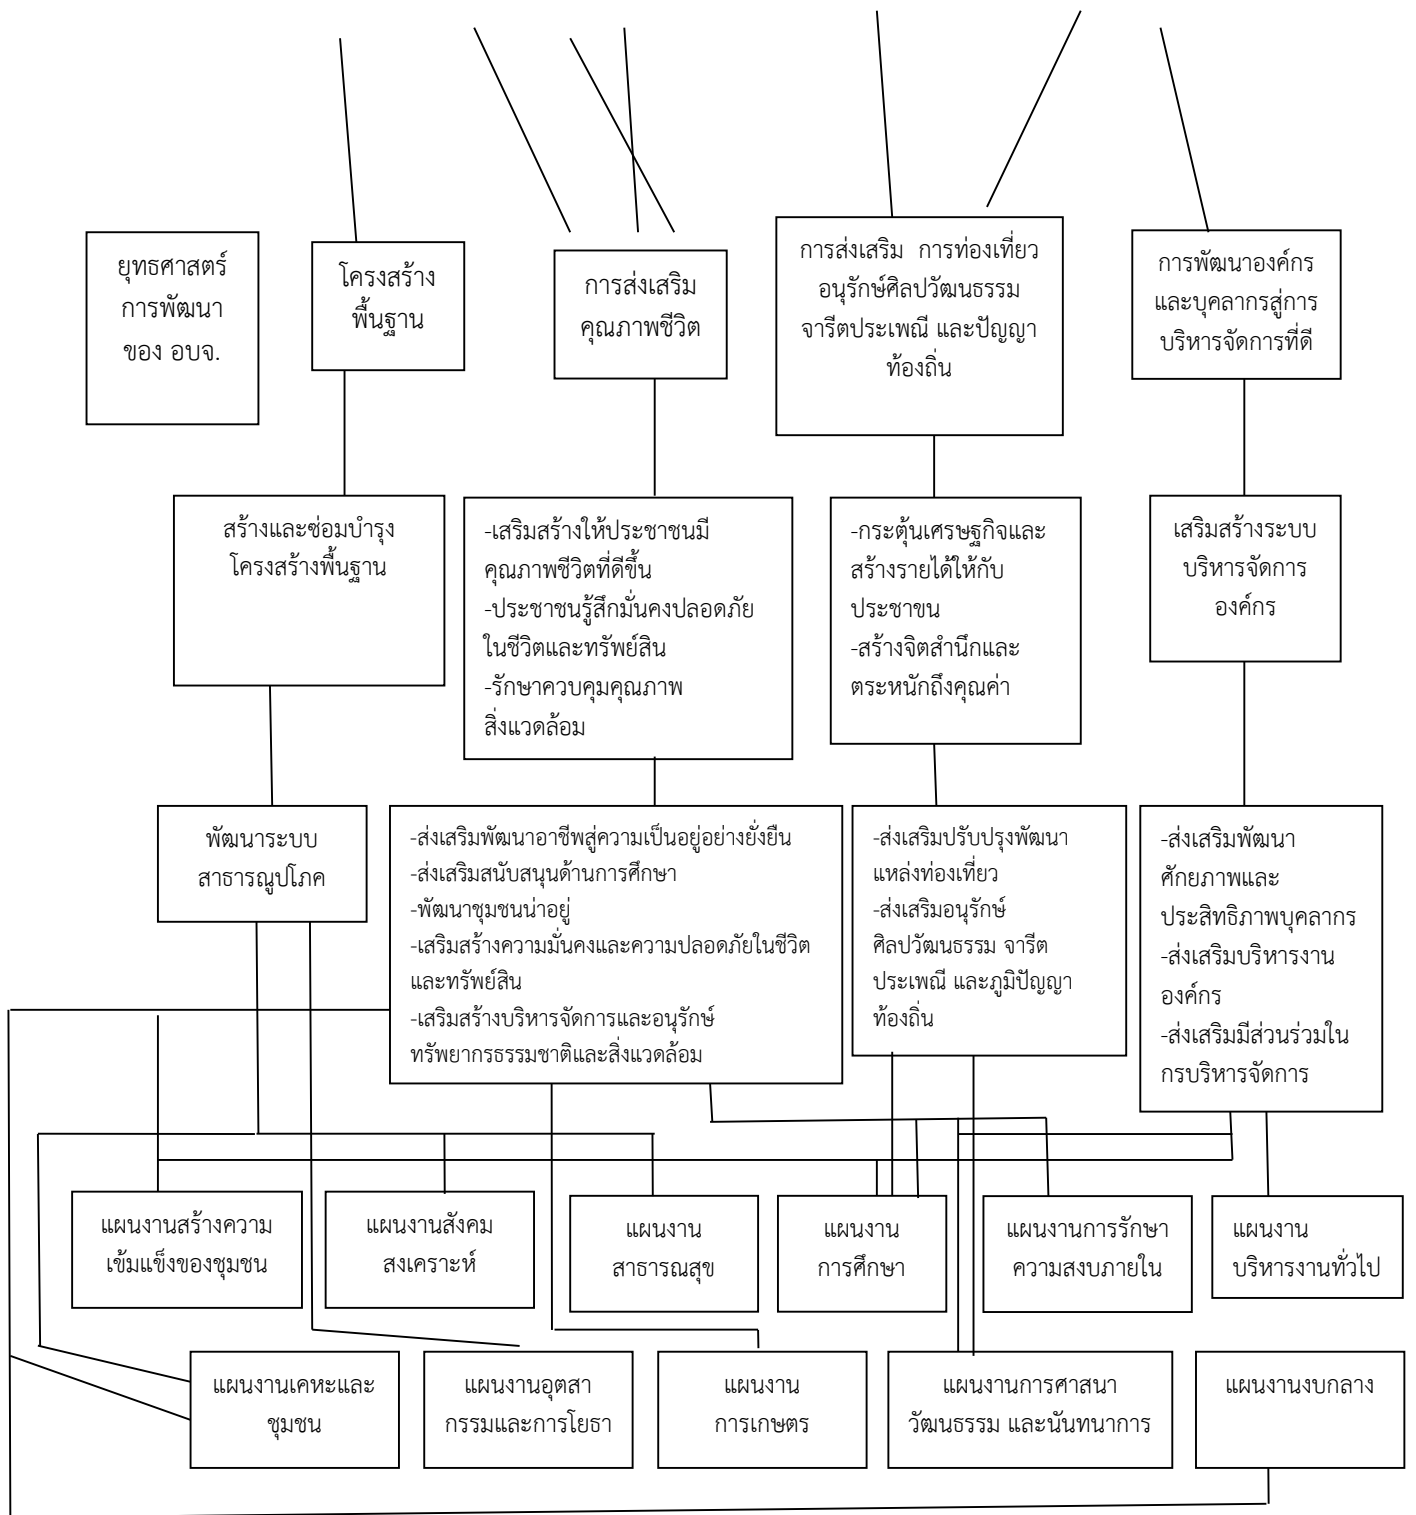 ยุทธศาสตร์
การพัฒนา
ของ อบจ.
โครงสร้าง
พื้นฐาน
การส่งเสริม
คุณภาพชีวิต
การส่งเสริม การท่องเที่ยว
อนุรักษ์ศิลปวัฒนธรรม
จารีตประเพณี และปัญญา
ท้องถิ่น
การพัฒนาองค์กร
และบุคลากรสู่การ
บริหารจัดการที่ดี
สร้างและซ่อมบำรุง
โครงสร้างพื้นฐาน
-เสริมสร้างให้ประชาชนมี
คุณภาพชีวิตที่ดีขึ้น
-ประชาชนรู้สึกมั่นคงปลอดภัย
ในชีวิตและทรัพย์สิน
-รักษาควบคุมคุณภาพ
สิ่งแวดล้อม
-กระตุ้นเศรษฐกิจและ
สร้างรายได้ให้กับ
ประชาขน
-สร้างจิตสำนึกและ
ตระหนักถึงคุณค่า
เสริมสร้างระบบ
บริหารจัดการ
องค์กร
พัฒนาระบบ
สาธารณูปโภค
-ส่งเสริมพัฒนาอาชีพสู่ความเป็นอยู่อย่างยั่งยืน
-ส่งเสริมสนับสนุนด้านการศึกษา
-พัฒนาชุมชนน่าอยู่
-เสริมสร้างความมั่นคงและความปลอดภัยในชีวิต
และทรัพย์สิน
-เสริมสร้างบริหารจัดการและอนุรักษ์
ทรัพยากรธรรมชาติและสิ่งแวดล้อม
-ส่งเสริมปรับปรุงพัฒนา
แหล่งท่องเที่ยว
-ส่งเสริมอนุรักษ์
ศิลปวัฒนธรรม จารีต
ประเพณี และภูมิปัญญา
ท้องถิ่น
-ส่งเสริมพัฒนา
ศักยภาพและ
ประสิทธิภาพบุคลากร
-ส่งเสริมบริหารงาน
องค์กร
-ส่งเสริมมีส่วนร่วมใน
กรบริหารจัดการ
แผนงานสร้างความ
เข้มแข็งของชุมชน
แผนงานสังคม
สงเคราะห์
แผนงาน
สาธารณสุข
แผนงาน
การศึกษา
แผนงานการรักษา
ความสงบภายใน
แผนงาน
บริหารงานทั่วไป
แผนงานเคหะและ
ชุมชน
แผนงานอุตสา
กรรมและการโยธา
แผนงาน
การเกษตร
แผนงานการศาสนา
วัฒนธรรม และนันทนาการ
แผนงานงบกลาง